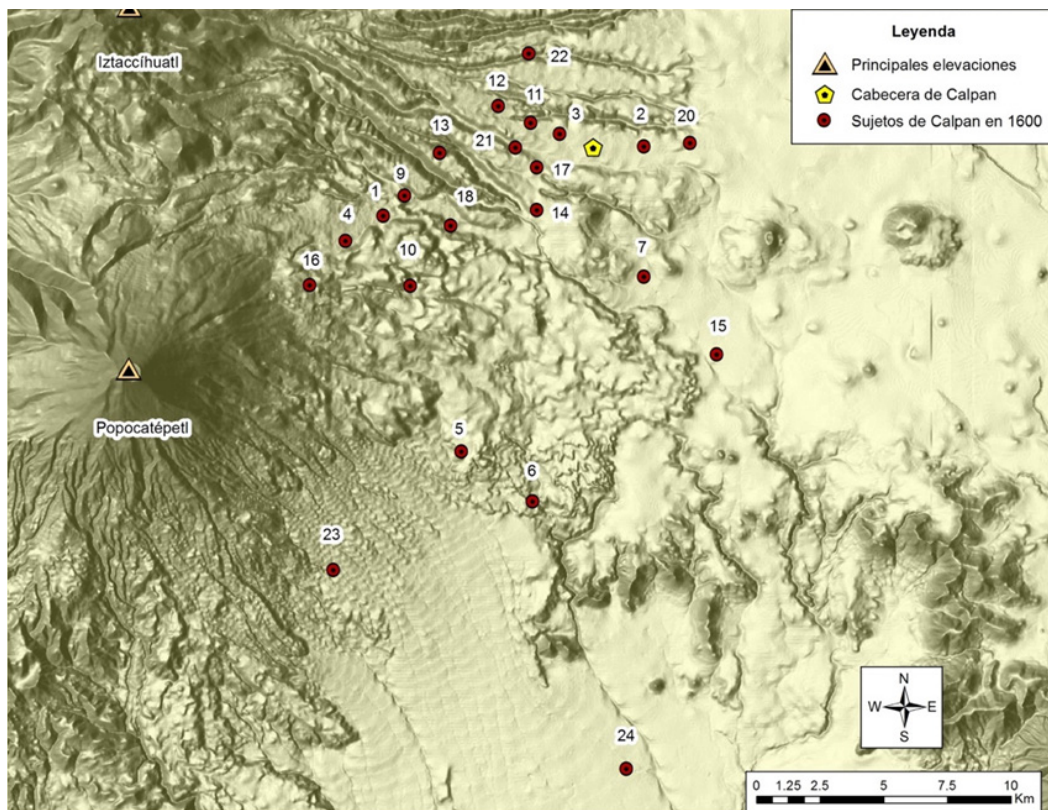 Leyenda
Principales elevaciones
Cabecera de Calpan
Sujetos de Calpan en 1600
Iztaccíhuatl
22
12
11
3
2
20
13
21
17
9
1
18
14
4
10
7
16
15
Popocatépetl
5
6
23
24
N
W E
S
0 1.25 2.5 5 7.5 10
Km